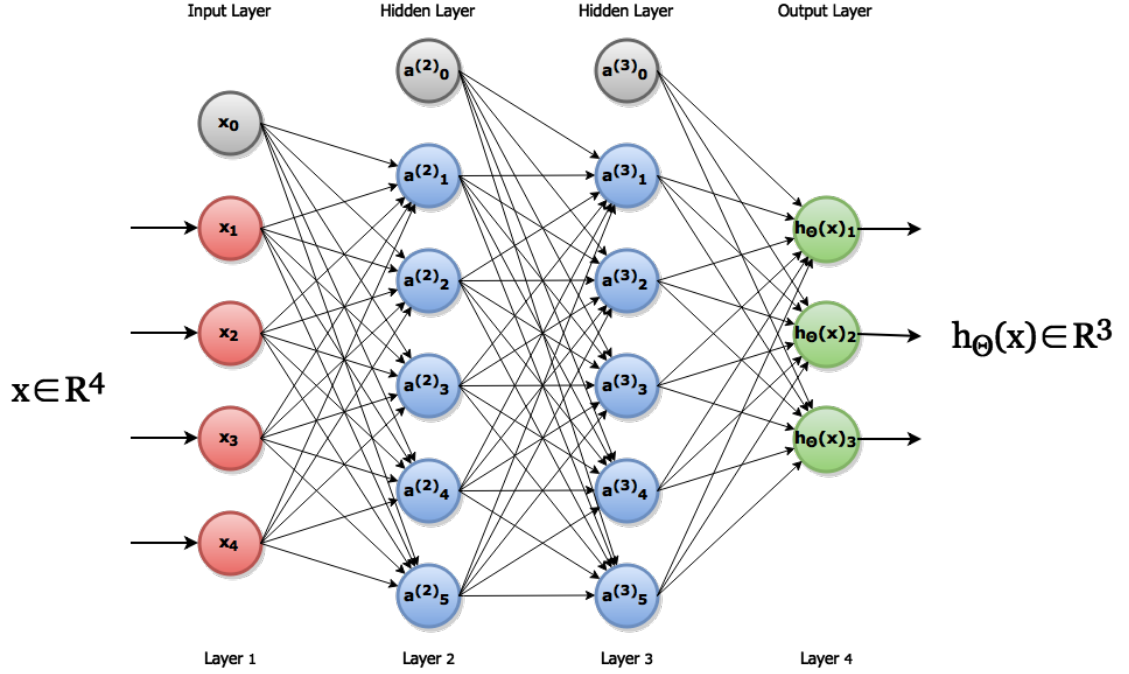 Input Layer
Hidden Layer
Hidden Layer
Output Layer
a⁽²⁾₀
a⁽³⁾₀
x₀
a⁽²⁾₁
a⁽³⁾₁
x₁
hΘ(x)₁
a⁽²⁾₂
a⁽³⁾₂
x₂
hΘ(x)₂
hΘ(x)∈R³
x∈R⁴
a⁽²⁾₃
a⁽³⁾₃
x₃
hΘ(x)₃
a⁽²⁾₄
a⁽³⁾₄
x₄
a⁽²⁾₅
a⁽³⁾₅
Layer 1
Layer 2
Layer 3
Layer 4